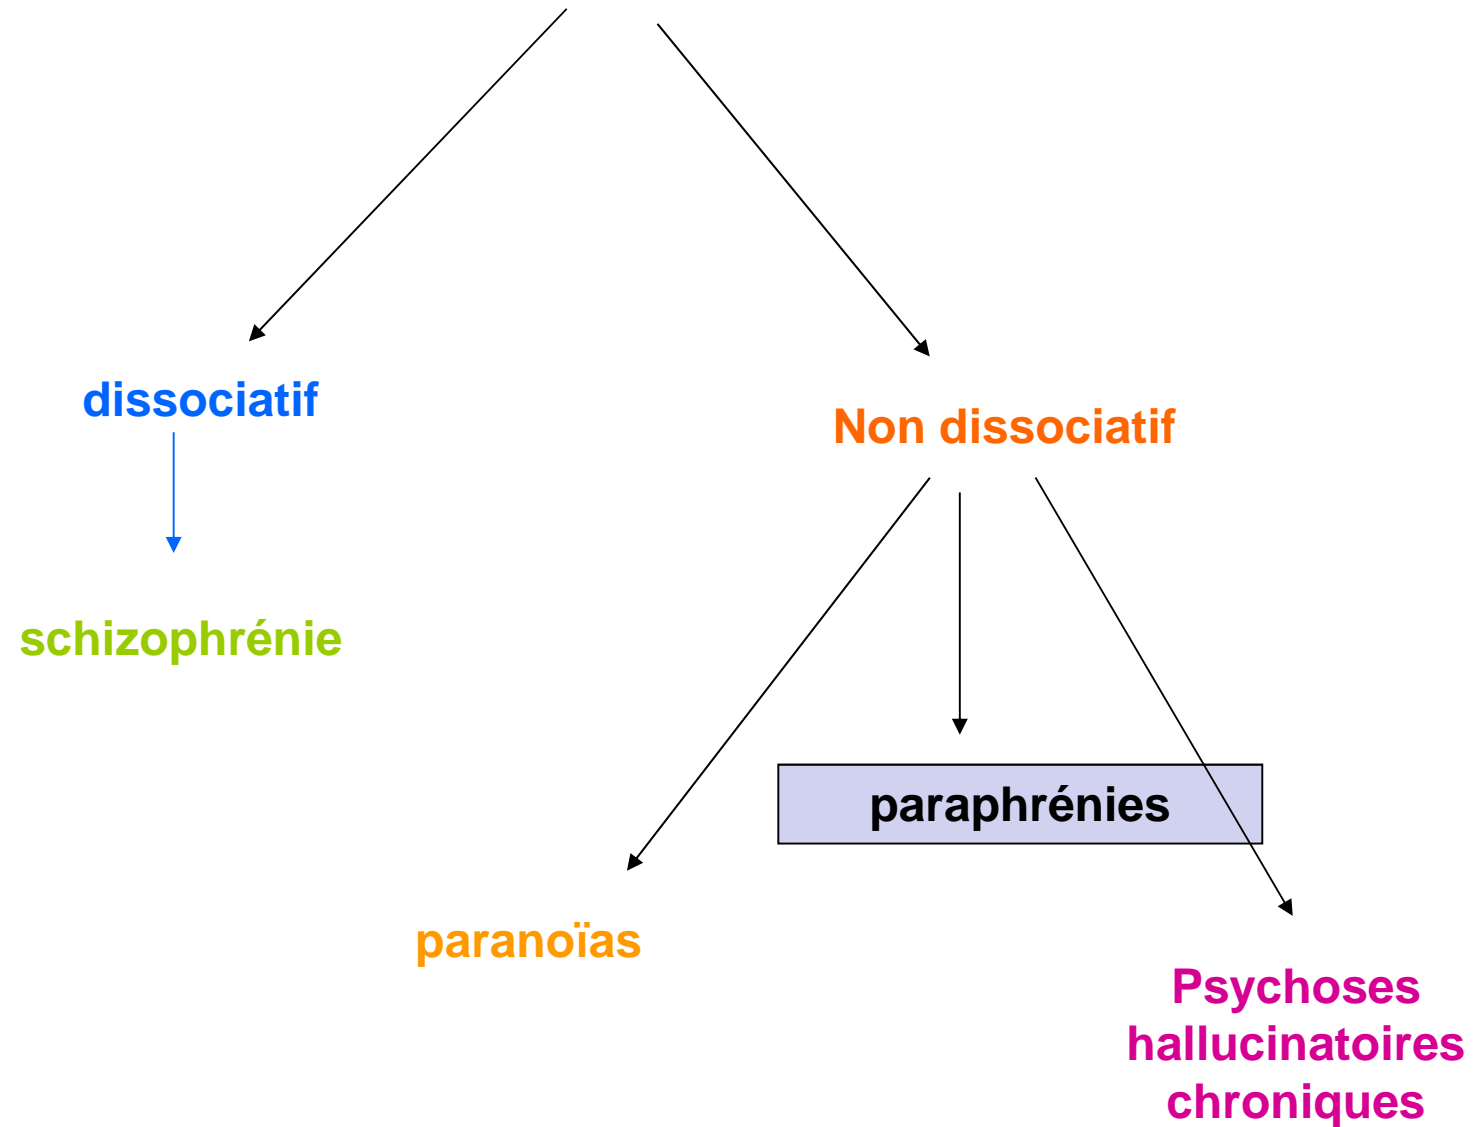 dissociatif
Non dissociatif
schizophrénie
paraphrénies
paranoïas
Psychoses
hallucinatoires
chroniques